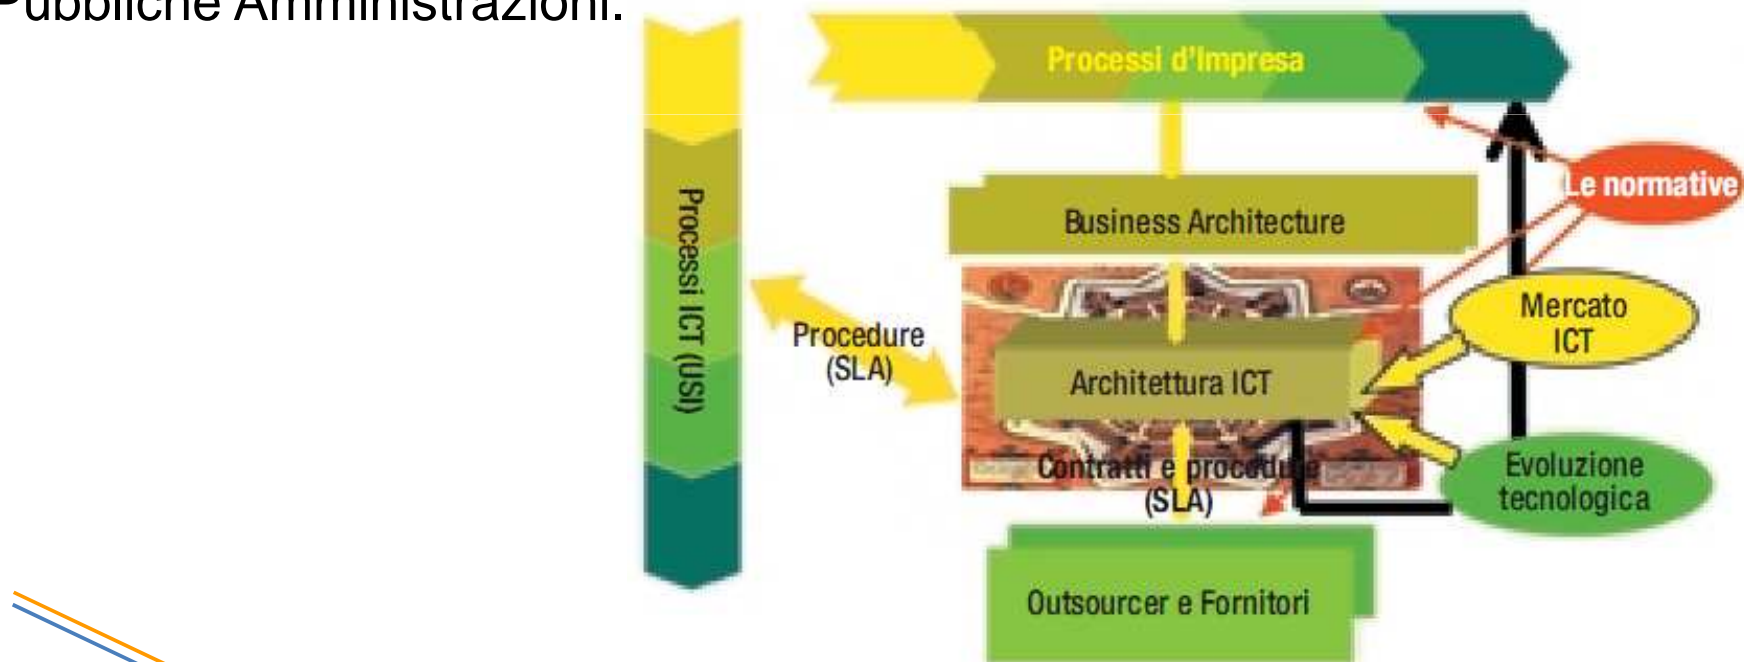 Pubbliche Amministrazioni.
Processi d'Impresa
Le normative
Business Architecture
Processi ICT (USI)
Mercato
ICT
Procedure
(SLA)
Architettura ICT
Contratti e procedure
(SLA)
Evoluzione
tecnologica
Outsourcer e Fornitori